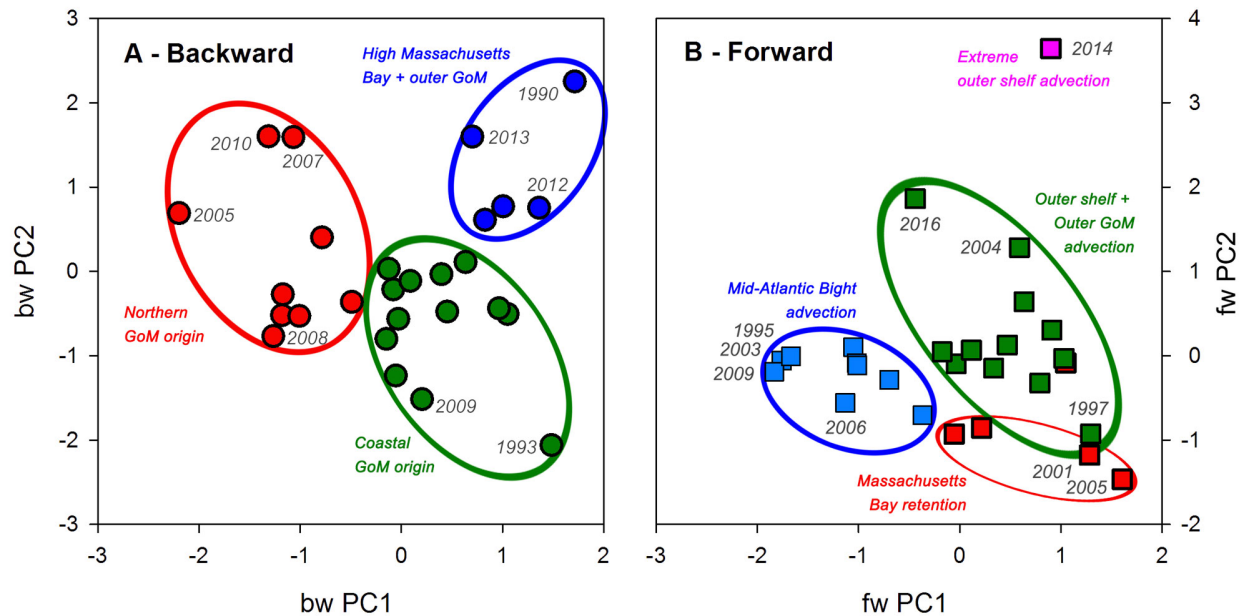 A - Backward
High Massachusetts
Bay + outer GoM
1990
2013
2012
2010
2007
2005
2008
Northern
GoM origin
2009
1993
Coastal
GoM origin
3
2
1
0
-1
-2
-3
bw PC2
-3
-2
-1
0
1
2
bw PC1
B - Forward
Extreme
outer shelf advection
2014
Outer shelf +
Outer GoM
advection
2016
2004
Mid-Atlantic Bight
advection
1995
2003
2009
2006
1997
2001
2005
Massachusetts
Bay retention
4
3
2
1
0
-1
-2
fw PC2
-3
-2
-1
0
1
2
fw PC1